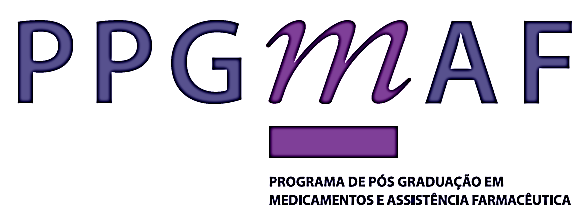 PPGmAF
PROGRAMA DE PÓS GRADUAÇÃO EM
MEDICAMENTOS E ASSISTÊNCIA FARMACÊUTICA